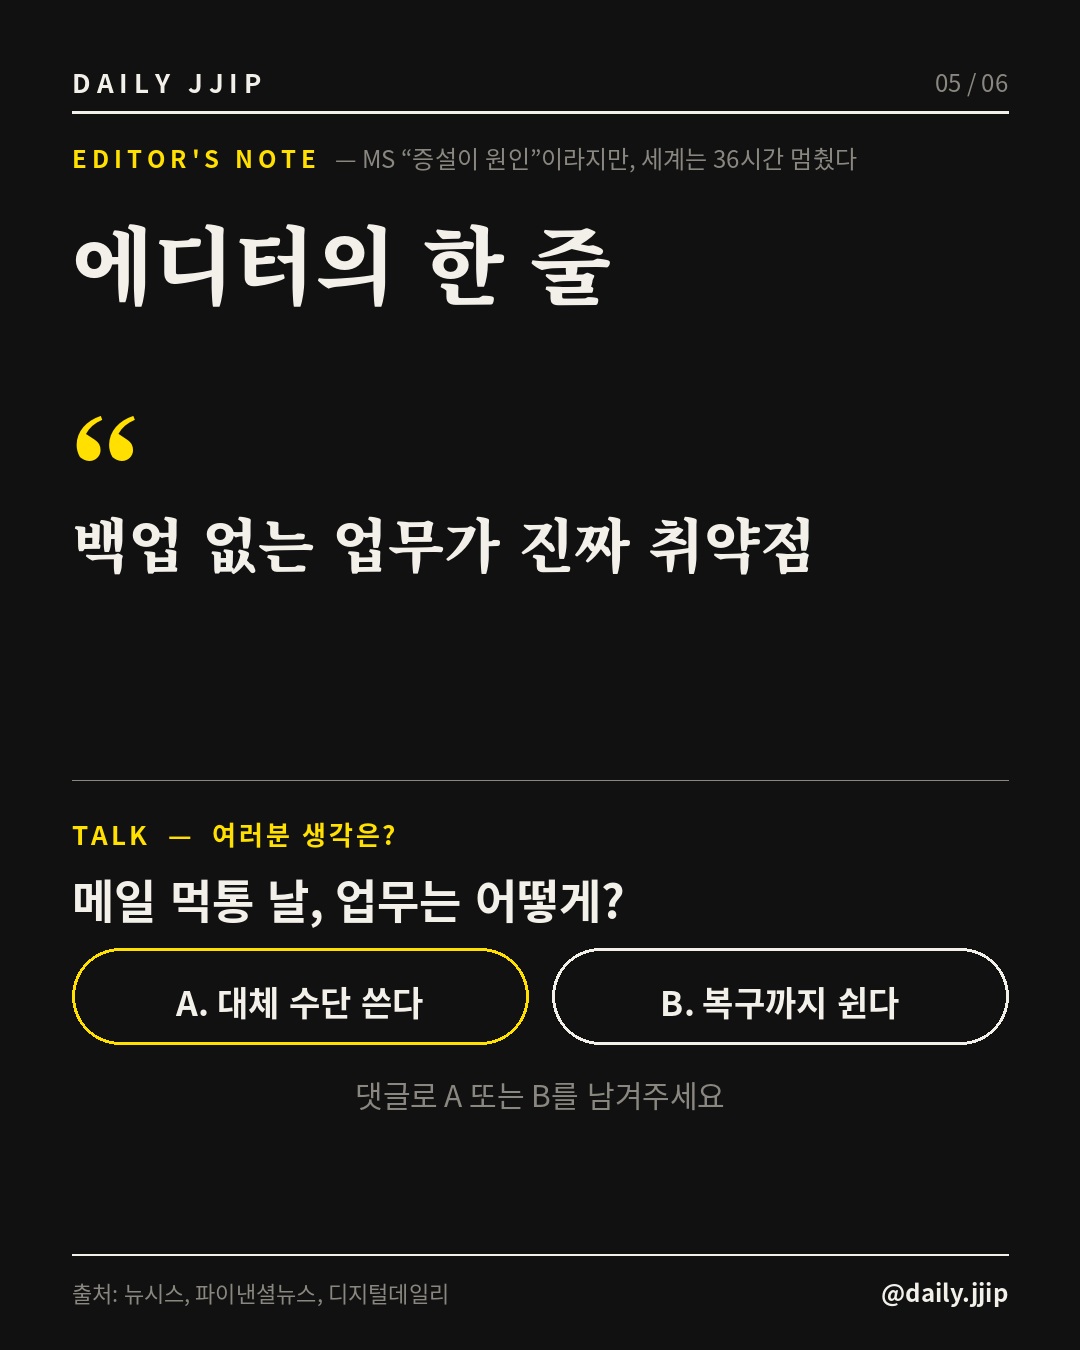 DAILY JJIP
05 / 06
EDITOR'S NOTE — MS “증설이 원인”이라지만, 세계는 36시간 멈췄다
에디터의 한 줄
“
백업 없는 업무가 진짜 취약점
TALK — 여러분 생각은?
메일 먹통 날, 업무는 어떻게?
A. 대체 수단 쓴다
B. 복구까지 쉰다
댓글로 A 또는 B를 남겨주세요
출처: 뉴시스, 파이낸셜뉴스, 디지털데일리
@daily.jjip